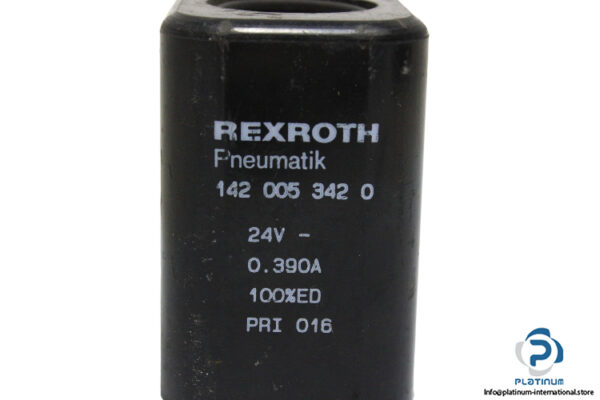 REXROTH
Pneumatik
142 005 342 0
24V -
0.390A
100%ED
PRI 016
PLATINUM
Info@platinum-international.store